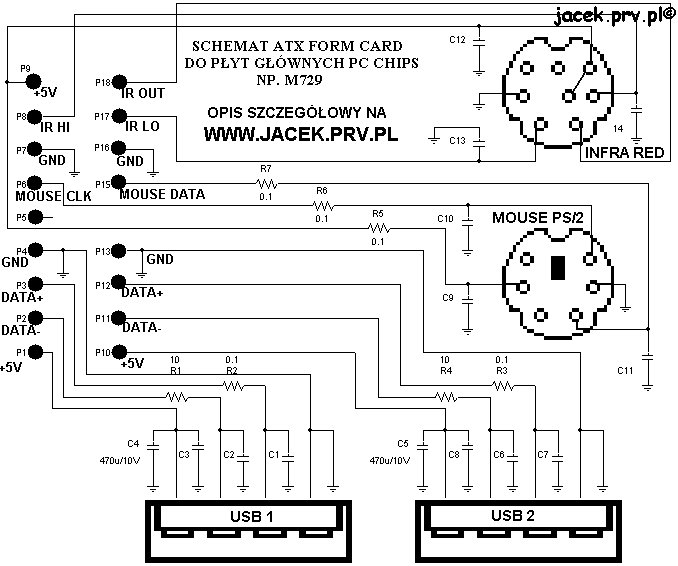 jacek.prv.pl©
SCHEMAT ATX FORM CARD
DO PŁYT GŁÓWNYCH PC CHIPS
NP. M729
OPIS SZCZEGÓŁOWY NA
WWW.JACEK.PRV.PL
P9
+5V
P18
IR OUT
C12
P8
IR HI
P17
IR LO
14
P7
GND
P16
GND
C13
INFRA RED
P6
MOUSE CLK
P15
MOUSE DATA
R7
0.1
R6
0.1
P5
R5
0.1
C10
MOUSE PS/2
P4
GND
P13
GND
P3
DATA+
P12
DATA+
C9
P2
DATA-
P11
DATA-
P1
+5V
P10
+5V
10
R1
0.1
R2
10
R4
0.1
R3
C11
C4
470u/10V
C3
C2
C1
C5
470u/10V
C8
C6
C7
USB 1
USB 2